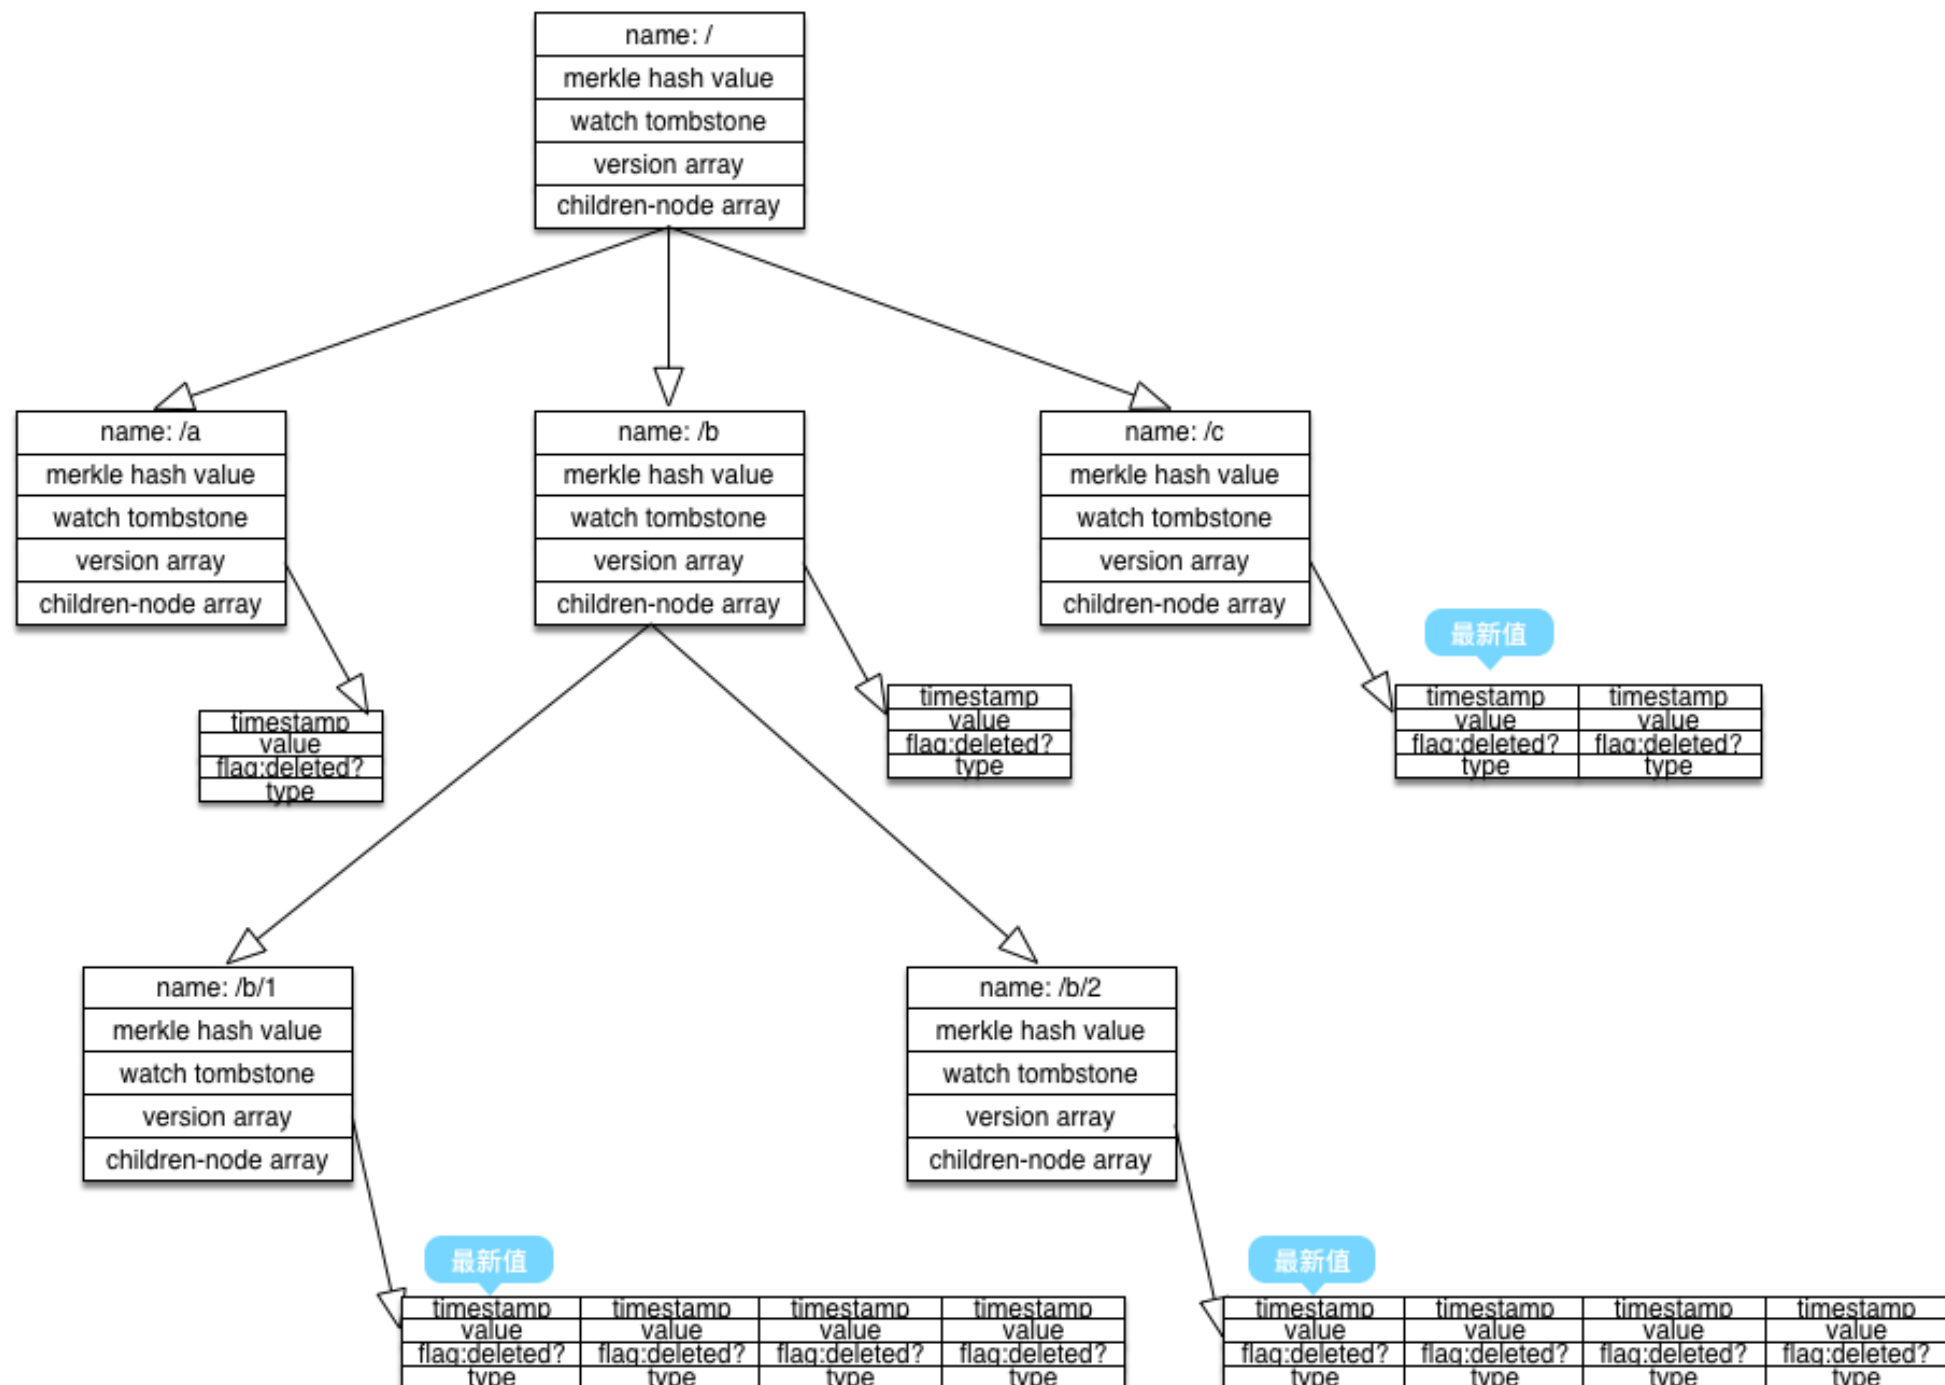 name: /
merkle hash value
watch tombstone
version array
children-node array
name: /a
merkle hash value
watch tombstone
version array
children-node array
name: /b
merkle hash value
watch tombstone
version array
children-node array
name: /c
merkle hash value
watch tombstone
version array
children-node array
timestamp
value
flag:deleted?
type
timestamp
value
flag:deleted?
type
最新值
timestamp timestamp
value value
flag:deleted? flag:deleted?
type type
name: /b/1
merkle hash value
watch tombstone
version array
children-node array
name: /b/2
merkle hash value
watch tombstone
version array
children-node array
最新值
timestamp timestamp timestamp timestamp
value value value value
flag:deleted? flag:deleted? flag:deleted? flag:deleted?
type type type type
最新值
timestamp timestamp timestamp timestamp
value value value value
flag:deleted? flag:deleted? flag:deleted? flag:deleted?
type type type type